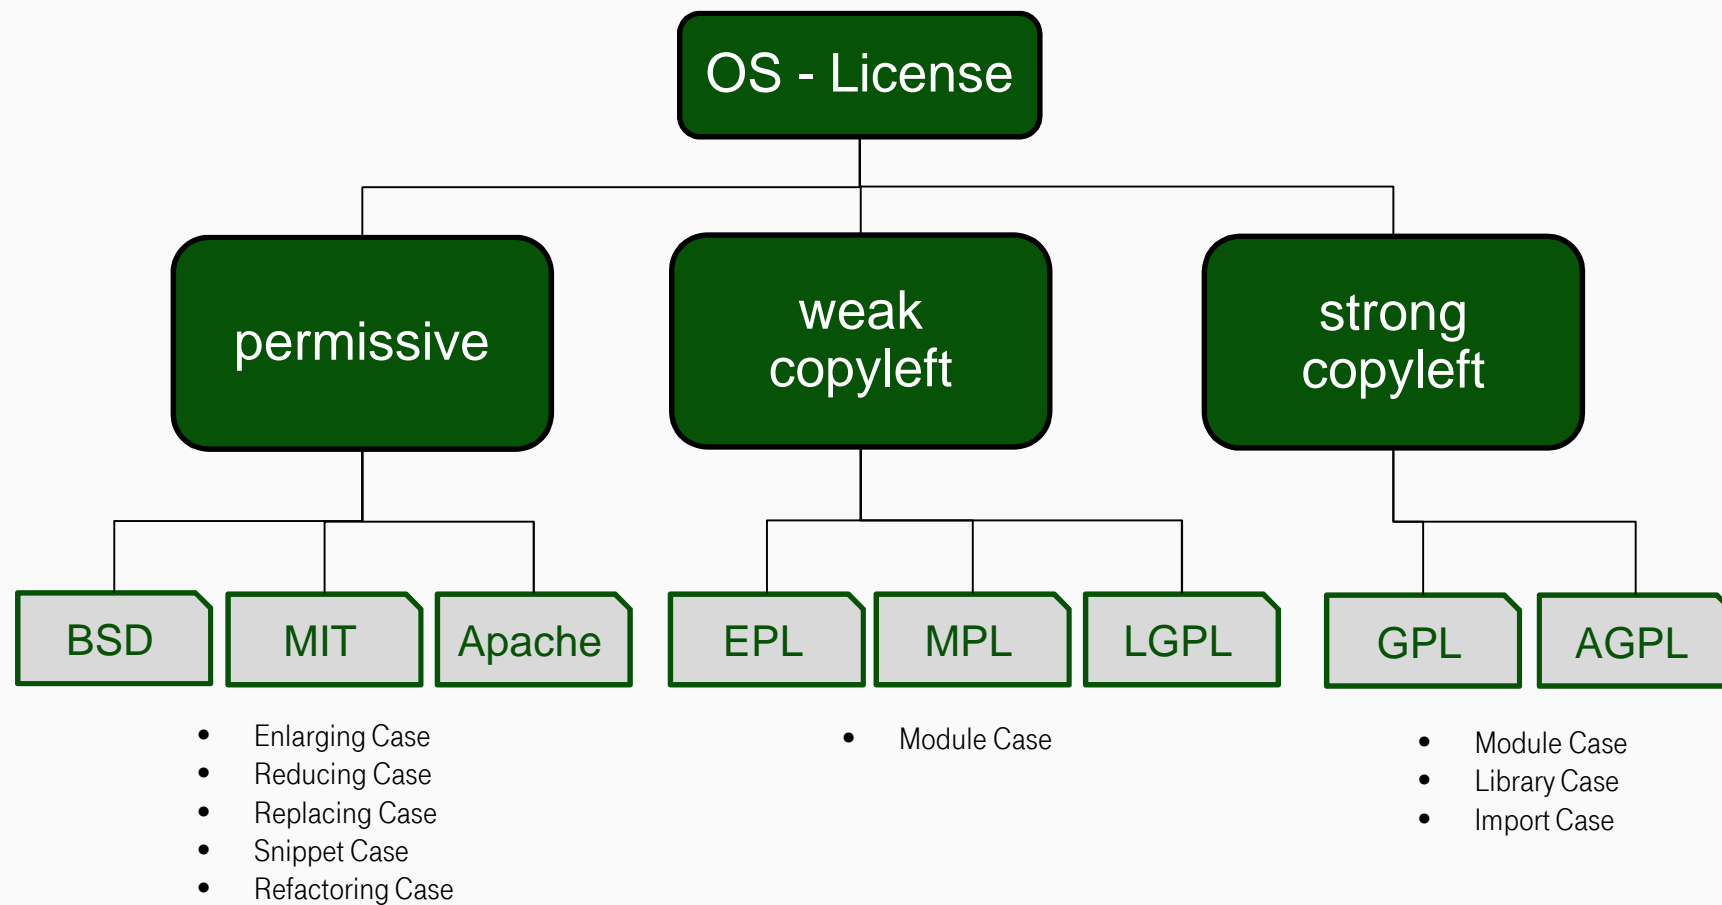 OS - License
permissive
weak
copyleft
strong
copyleft
BSD
MIT
Apache
EPL
MPL
LGPL
GPL
AGPL
• Enlarging Case
• Reducing Case
• Replacing Case
• Snippet Case
• Refactoring Case
• Module Case
• Module Case
• Library Case
• Import Case